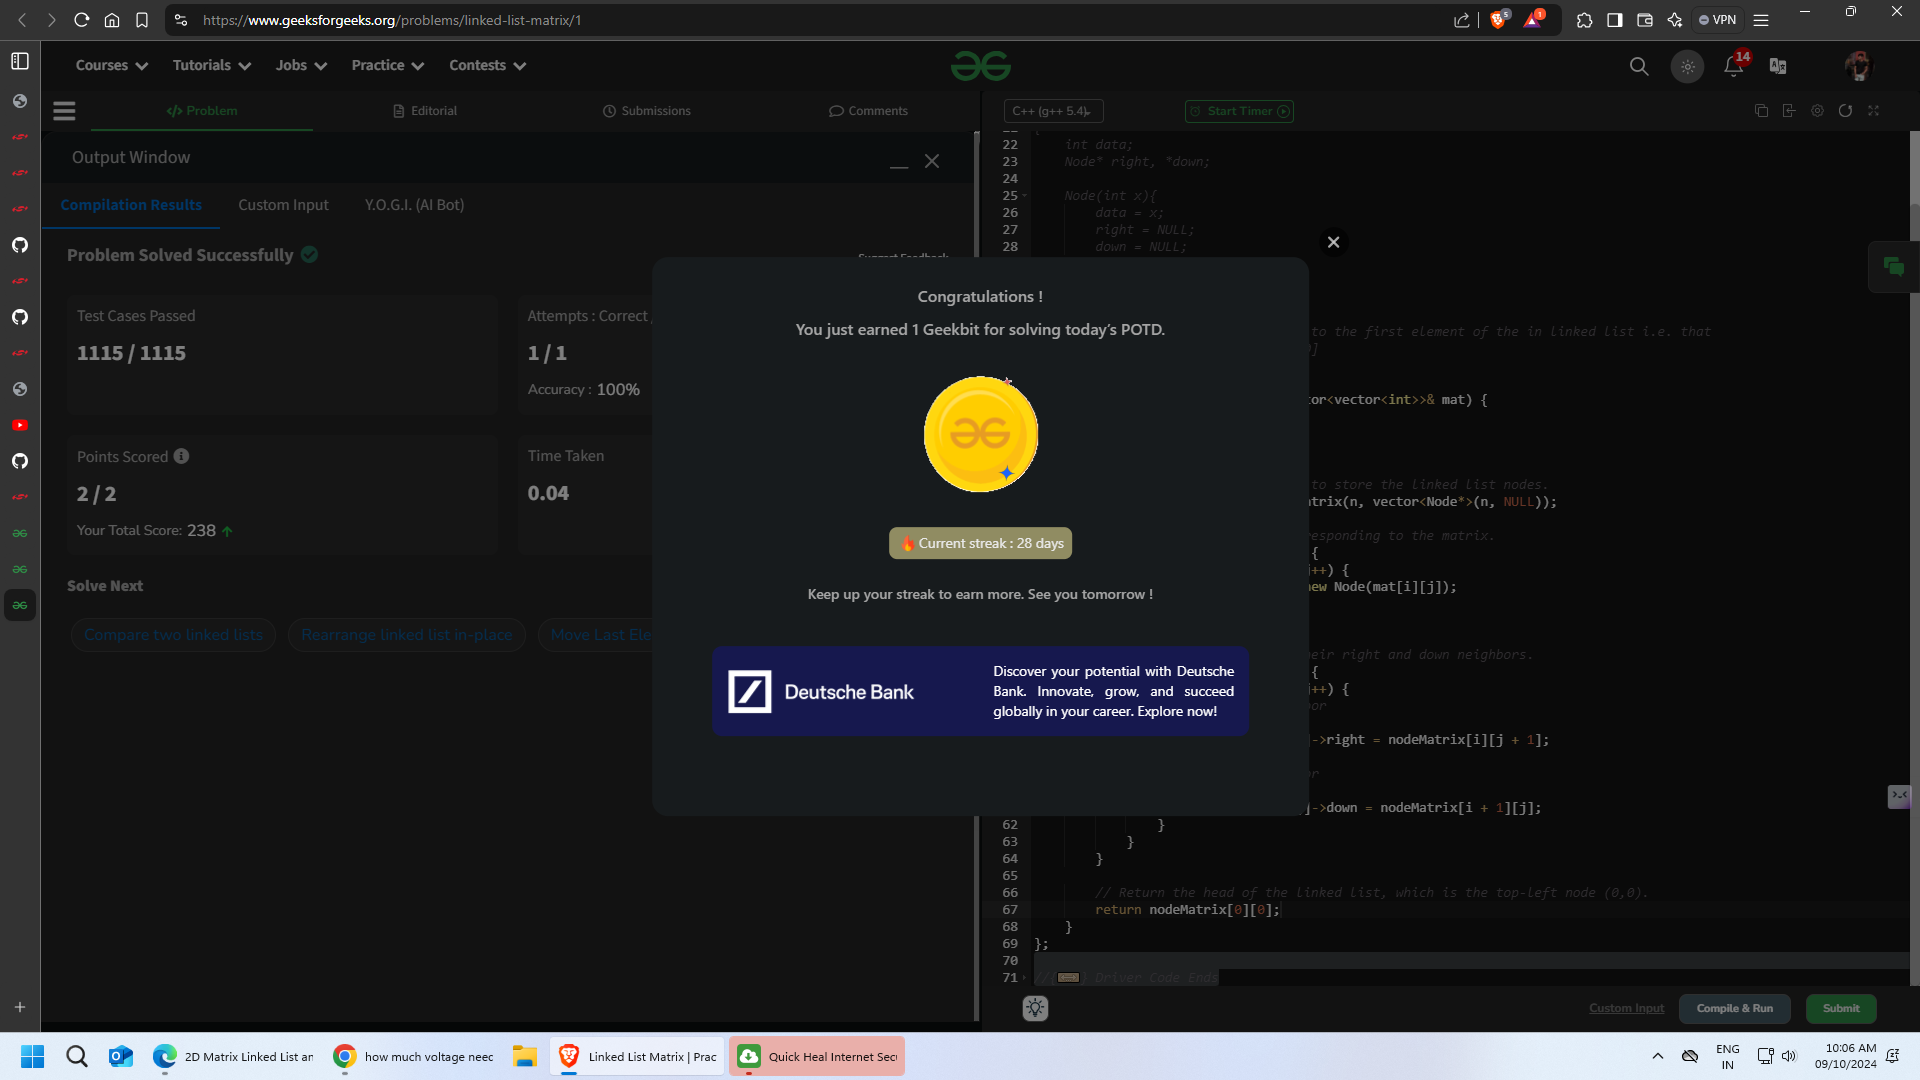 https://www.geeksforgeeks.org/problems/linked-list-matrix/1
5
1
VPN
Courses
Tutorials
Jobs
Practice
Contests
14
Problem
Editorial
Submissions
Comments
C++ (g++ 5.4)
Start Timer
Output Window
Compilation Results
Custom Input
Y.O.G.I. (AI Bot)
Problem Solved Successfully
Suggest Feedback
Test Cases Passed
1115 / 1115
Attempts : Correct
1 / 1
Accuracy : 100%
Points Scored
2 / 2
Your Total Score: 238
Time Taken
0.04
Solve Next
Compare two linked lists
Rearrange linked list in-place
Move Last Ele
Congratulations !
You just earned 1 Geekbit for solving today's POTD.
Current streak : 28 days
Keep up your streak to earn more. See you tomorrow !
Deutsche Bank
Discover your potential with Deutsche
Bank. Innovate, grow, and succeed
globally in your career. Explore now!
22 int data;
23 Node* right, *down;
24
25 Node(int x){
26 data = x;
27 right = NULL;
28 down = NULL;
to the first element of the in linked list i.e. that
0]
tor<vector<int>>& mat) {
to store the linked list nodes.
trix(n, vector<Node*>(n, NULL));
esponding to the matrix.
{
++) {
new Node(mat[i][j]);
eir right and down neighbors.
{
++) {
or
]->right = nodeMatrix[i][j + 1];
r
]->down = nodeMatrix[i + 1][j];
62 }
63 }
64 }
65
66 // Return the head of the linked list, which is the top-left node (0,0).
67 return nodeMatrix[0][0];
68 }
69 };
70
71 } Driver Code Ends
Custom Input
Compile & Run
Submit
2D Matrix Linked List an
how much voltage neec
Linked List Matrix | Prac
Quick Heal Internet Secu
ENG
IN
10:06 AM
09/10/2024